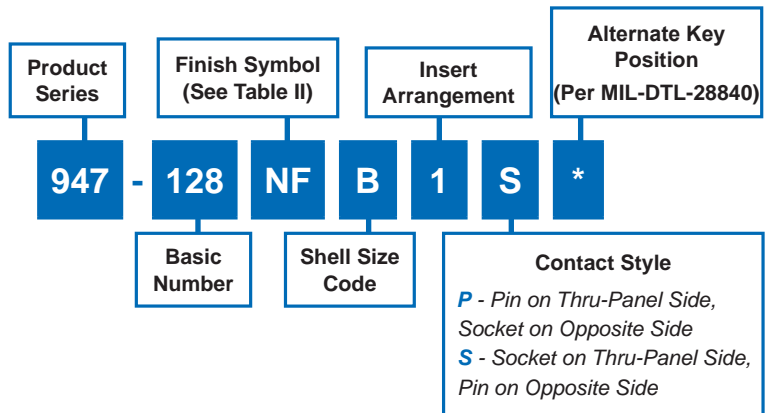 Product
Series
Finish Symbol
(See Table II)
Insert
Arrangement
Alternate Key
Position
(Per MIL-DTL-28840)
947 - 128 NF B 1 S *
Basic
Number
Shell Size
Code
Contact Style
P - Pin on Thru-Panel Side,
Socket on Opposite Side
S - Socket on Thru-Panel Side,
Pin on Opposite Side